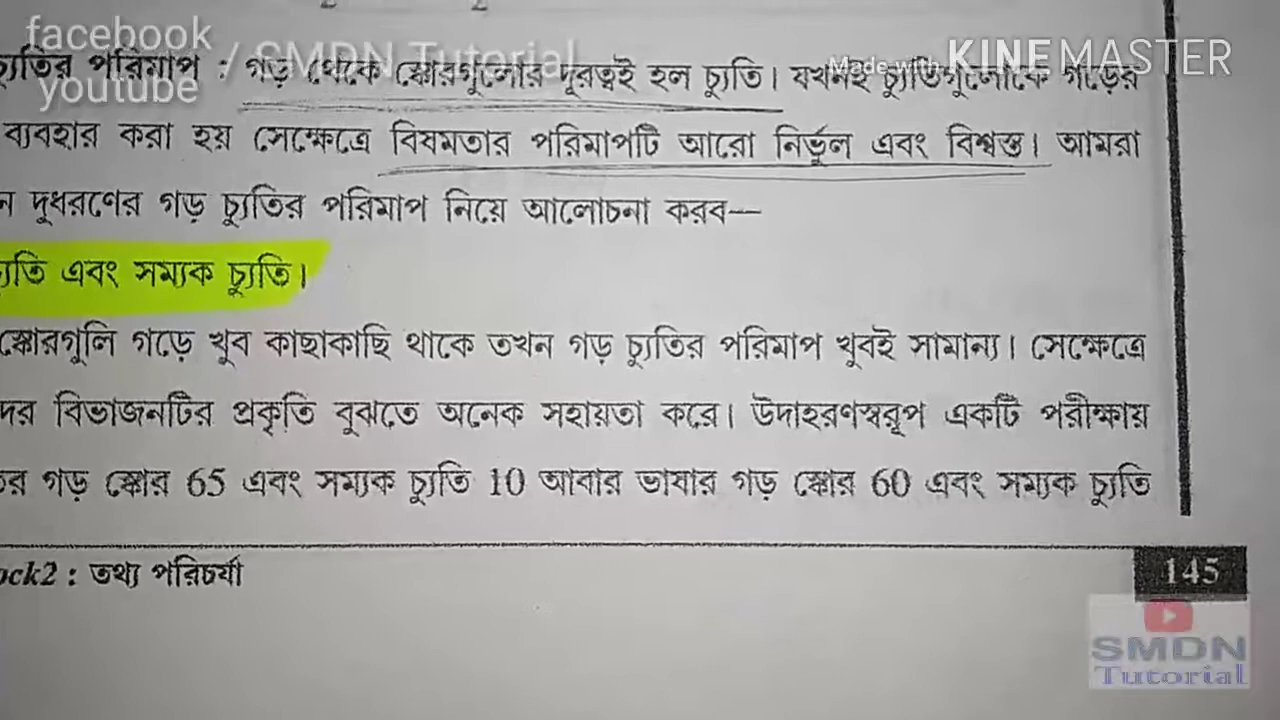 facebook
youtube / SMDN Tutorial
Made with KINEMASTER
চ্যুতির পরিমাপ : গড় থেকে স্কোরগুলোর দূরত্বই হল চ্যুতি। যখনই চ্যুতিগুলোকে গড়ের
ব্যবহার করা হয় সেক্ষেত্রে বিষমতার পরিমাপটি আরো নির্ভুল এবং বিশ্বস্ত। আমরা
ন দুধরণের গড় চ্যুতির পরিমাপ নিয়ে আলোচনা করব—
চ্যুতি এবং সম্যক চ্যুতি।
স্কোরগুলি গড়ে খুব কাছাকাছি থাকে তখন গড় চ্যুতির পরিমাপ খুবই সামান্য। সেক্ষেত্রে
দের বিভাজনটির প্রকৃতি বুঝতে অনেক সহায়তা করে। উদাহরণস্বরূপ একটি পরীক্ষায়
গড় স্কোর 65 এবং সম্যক চ্যুতি 10 আবার ভাষার গড় স্কোর 60 এবং সম্যক চ্যুতি
ock2 : তথ্য পরিচর্যা
145
SMDN
Tutorial